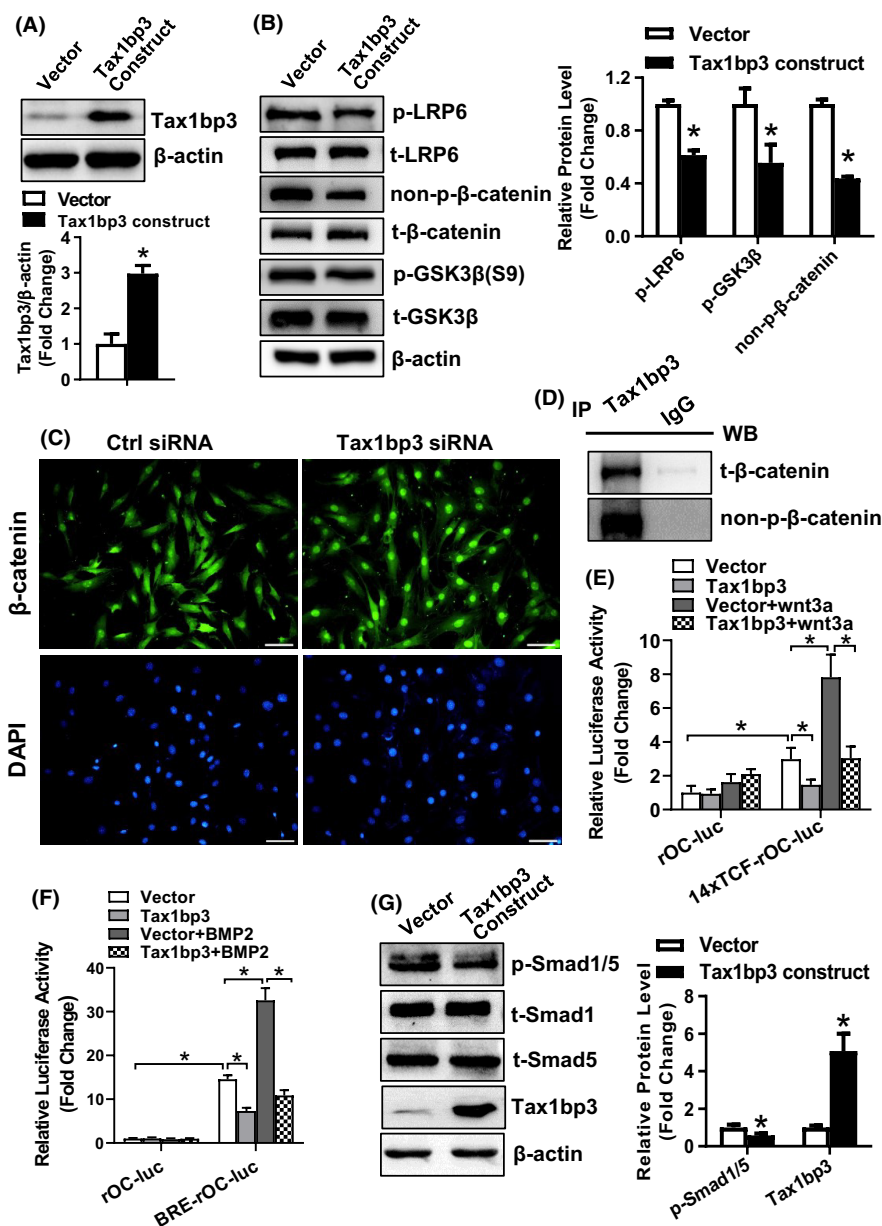 (A)
Vector
Tax1bp3
Construct
Tax1bp3
β-actin
Vector
Tax1bp3 construct
Tax1bp3/β-actin
(Fold Change)
4
3
2
1
0
*
(B)
Vector
Tax1bp3
Construct
p-LRP6
t-LRP6
non-p-β-catenin
t-β-catenin
p-GSK3β(S9)
t-GSK3β
β-actin
Vector
Tax1bp3 construct
Relative Protein Level
(Fold Change)
1.2
0.8
0.4
0.0
* * *
p-LRP6
p-GSK3β
non-p-β-catenin
(C)
Ctrl siRNA Tax1bp3 siRNA
β-catenin
DAPI
(D)
IP
Tax1bp3
IgG
WB
t-β-catenin
non-p-β-catenin
(E)
Vector
Tax1bp3
Vector+wnt3a
Tax1bp3+wnt3a
Relative Luciferase Activity
(Fold Change)
10
8
6
4
2
0
* * * *
rOC-luc
14xTCF-rOC-luc
(F)
Vector
Tax1bp3
Vector+BMP2
Tax1bp3+BMP2
Relative Luciferase Activity
(Fold Change)
40
30
20
10
0
* * * *
rOC-luc
BRE-rOC-luc
(G)
Vector
Tax1bp3
Construct
p-Smad1/5
t-Smad1
t-Smad5
Tax1bp3
β-actin
Vector
Tax1bp3 construct
Relative Protein Level
(Fold Change)
8
6
4
2
0
* *
p-Smad1/5
Tax1bp3